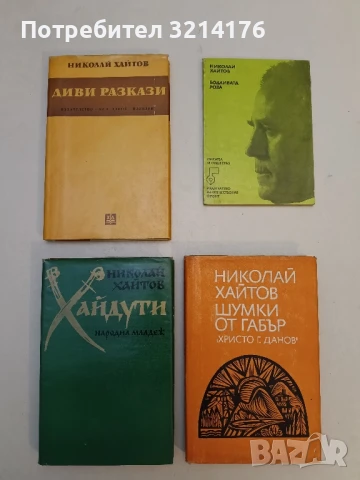 3214176
НИКОЛАЙ ХАЙТОВ
ДИВИ РАЗКАЗИ
НИКОЛАЙ
ХАЙТОВ
БОДЛИВАТА
РОЗА
НИКОЛАЙ
ХАЙТОВ
ХАЙДУТИ
НАРОДНА МЛАДЕЖ
НИКОЛАЙ
ХАЙТОВ
ШУМКИ
ОТ ГАБЪР
„ХРИСТО Г. ДАНОВ“
BAZAR